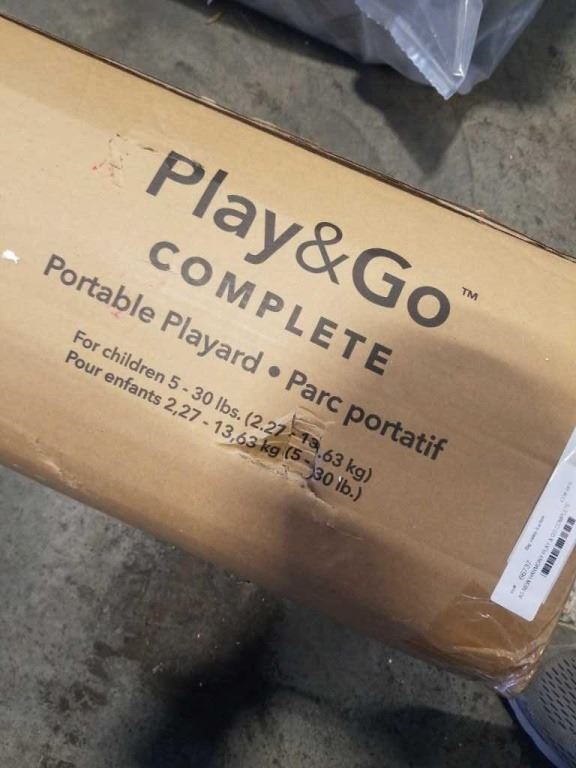 Play&Go™
COMPLETE
Portable Playard • Parc portatif
For children 5 - 30 lbs. (2.27 - 13,63 kg)
Pour enfants 2,27 - 13,63 kg (5 - 30 lb.)
66737